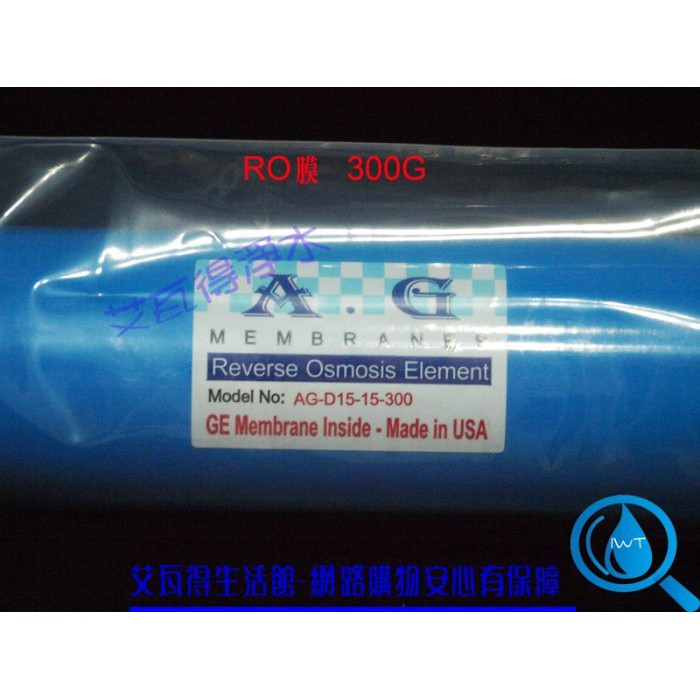 RO膜 300G
艾瓦得淨水
A.G
MEMBRANES
Reverse Osmosis Element
Model No: AG-D15-15-300
GE Membrane Inside - Made in USA
IWT
艾瓦得生活館~網路購物安心有保障